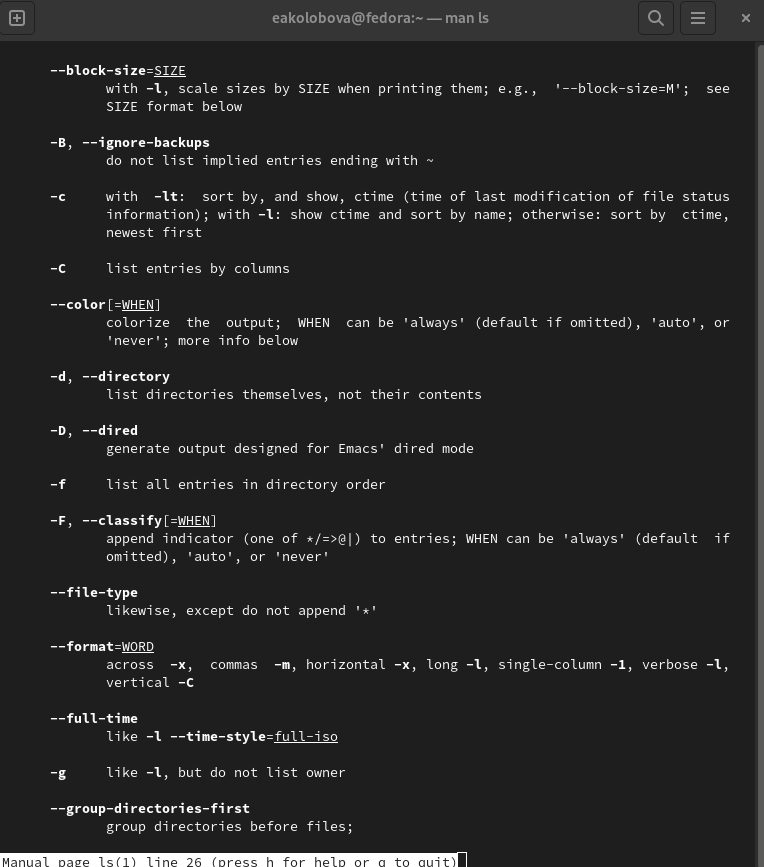 eakolobova@fedora:~ — man ls
--block-size=SIZE
with -l, scale sizes by SIZE when printing them; e.g., '--block-size=M'; see
SIZE format below
-B, --ignore-backups
do not list implied entries ending with ~
-c with -lt: sort by, and show, ctime (time of last modification of file status
information); with -l: show ctime and sort by name; otherwise: sort by ctime,
newest first
-C list entries by columns
--color[=WHEN]
colorize the output; WHEN can be 'always' (default if omitted), 'auto', or
'never'; more info below
-d, --directory
list directories themselves, not their contents
-D, --dired
generate output designed for Emacs' dired mode
-f list all entries in directory order
-F, --classify[=WHEN]
append indicator (one of */=>@|) to entries; WHEN can be 'always' (default if
omitted), 'auto', or 'never'
--file-type
likewise, except do not append '*'
--format=WORD
across -x, commas -m, horizontal -x, long -l, single-column -1, verbose -l,
vertical -C
--full-time
like -l --time-style=full-iso
-g like -l, but do not list owner
--group-directories-first
group directories before files;
Manual page ls(1) line 26 (press h for help or q to quit)